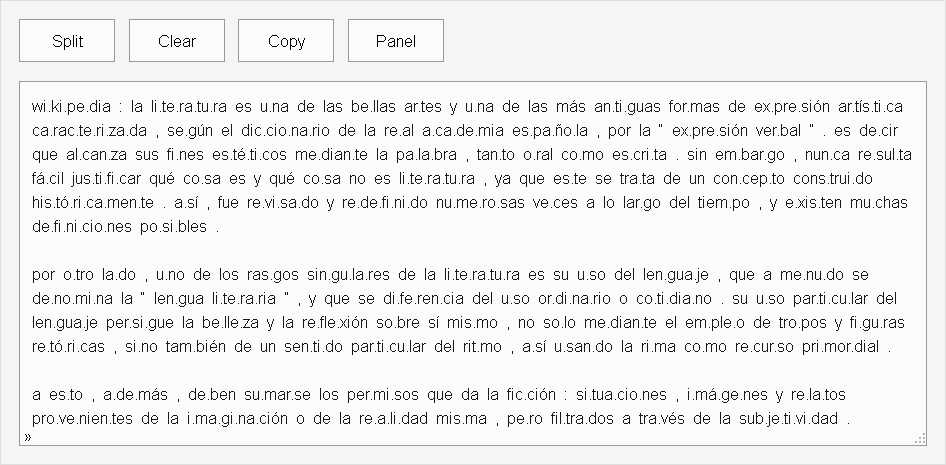 Split Clear Copy Panel
wi.ki.pe.dia : la li.te.ra.tu.ra es u.na de las be.llas ar.tes y u.na de las más an.ti.guas for.mas de ex.pre.sión ar.tís.ti.ca
ca.rac.te.ri.za.da , se.gún el dic.cio.na.rio de la re.al a.ca.de.mia es.pa.ño.la , por la " ex.pre.sión ver.bal " . es de.cir
que al.can.za sus fi.nes es.té.ti.cos me.dian.te la pa.la.bra , tan.to o.ral co.mo es.cri.ta . sin em.bar.go , nun.ca re.sul.ta
fá.cil jus.ti.fi.car qué co.sa es y qué co.sa no es li.te.ra.tu.ra , ya que es.te se tra.ta de un con.cep.to cons.trui.do
his.tó.ri.ca.men.te . a.sí , fue re.vi.sa.do y re.de.fi.ni.do nu.me.ro.sas ve.ces a lo lar.go del tiem.po , y e.xis.ten mu.chas
de.fi.ni.cio.nes po.si.bles .
por o.tro la.do , u.no de los ras.gos sin.gu.la.res de la li.te.ra.tu.ra es su u.so del len.gua.je , que a me.nu.do se
de.no.mi.na la " len.gua li.te.ra.ria " , y que se di.fe.ren.cia del u.so or.di.na.rio o co.ti.dia.no . su u.so par.ti.cu.lar del
len.gua.je per.si.gue la be.lle.za y la re.fle.xión so.bre sí mis.mo , no so.lo me.dian.te el em.ple.o de tro.pos y fi.gu.ras
re.tó.ri.cas , si.no tam.bién de un sen.ti.do par.ti.cu.lar del rit.mo , a.sí u.san.do la ri.ma co.mo re.cur.so pri.mor.dial .
a es.to , a.de.más , de.ben su.mar.se los per.mi.sos que da la fic.ción : si.tua.cio.nes , i.má.ge.nes y re.la.tos
pro.ve.nien.tes de la i.ma.gi.na.ción o de la re.a.li.dad mis.ma , pe.ro fil.tra.dos a tra.vés de la sub.je.ti.vi.dad .
»